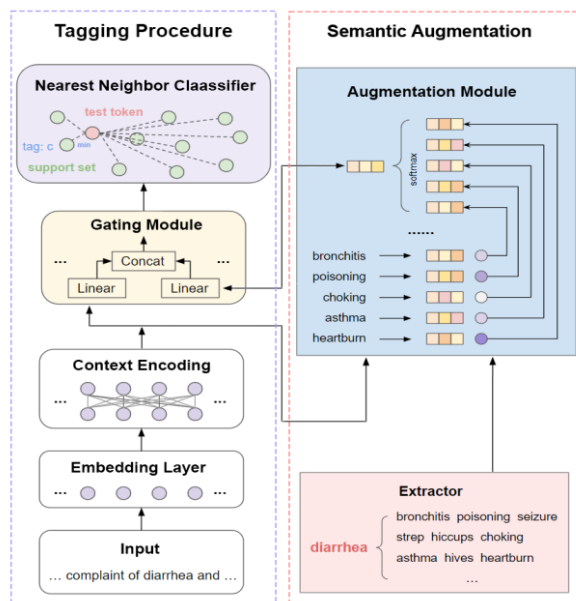 Tagging Procedure
Nearest Neighbor Claassifier
test token
tag: c
min
support set
Gating Module
...
Concat
...
Linear
Linear
Context Encoding
...
...
Embedding Layer
...
...
Input
... complaint of diarrhea and ...
Semantic Augmentation
Augmentation Module
softmax
......
bronchitis
poisoning
choking
asthma
heartburn
Extractor
diarrhea
bronchitis poisoning seizure
strep hiccups choking
asthma hives heartburn
...